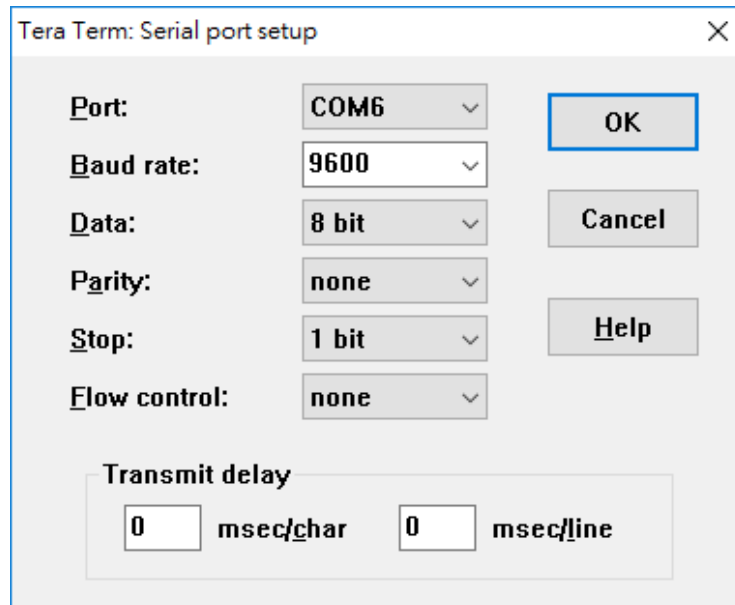 Tera Term: Serial port setup
Port: COM6 OK
Baud rate: 9600
Data: 8 bit Cancel
Parity: none
Stop: 1 bit Help
Flow control: none
Transmit delay
0 msec/char 0 msec/line